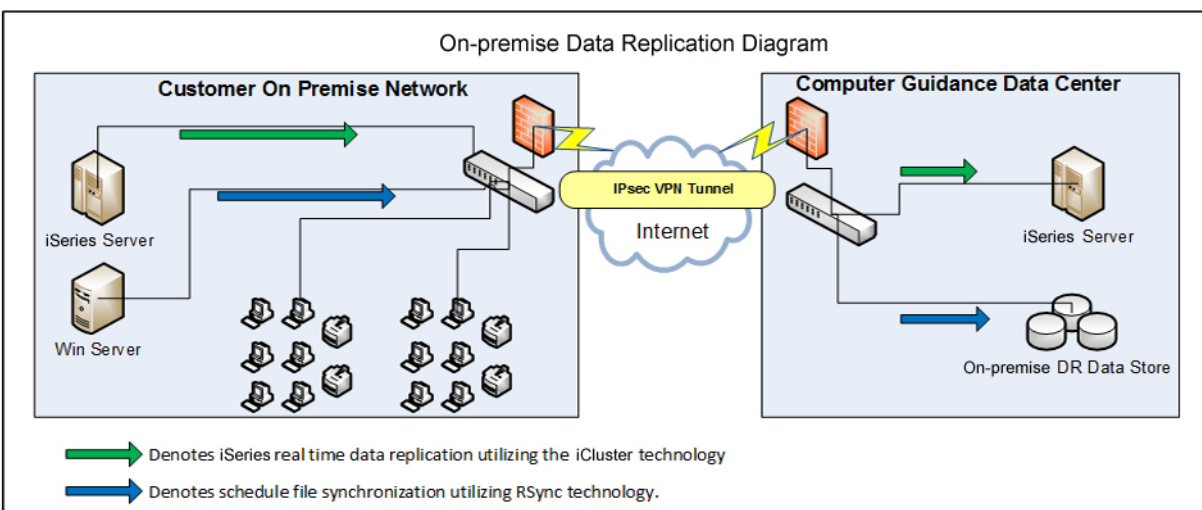 On-premise Data Replication Diagram
Customer On Premise Network
Computer Guidance Data Center
iSeries Server
Win Server
IPsec VPN Tunnel
Internet
iSeries Server
On-premise DR Data Store
Denotes iSeries real time data replication utilizing the iCluster technology
Denotes schedule file synchronization utilizing RSync technology.